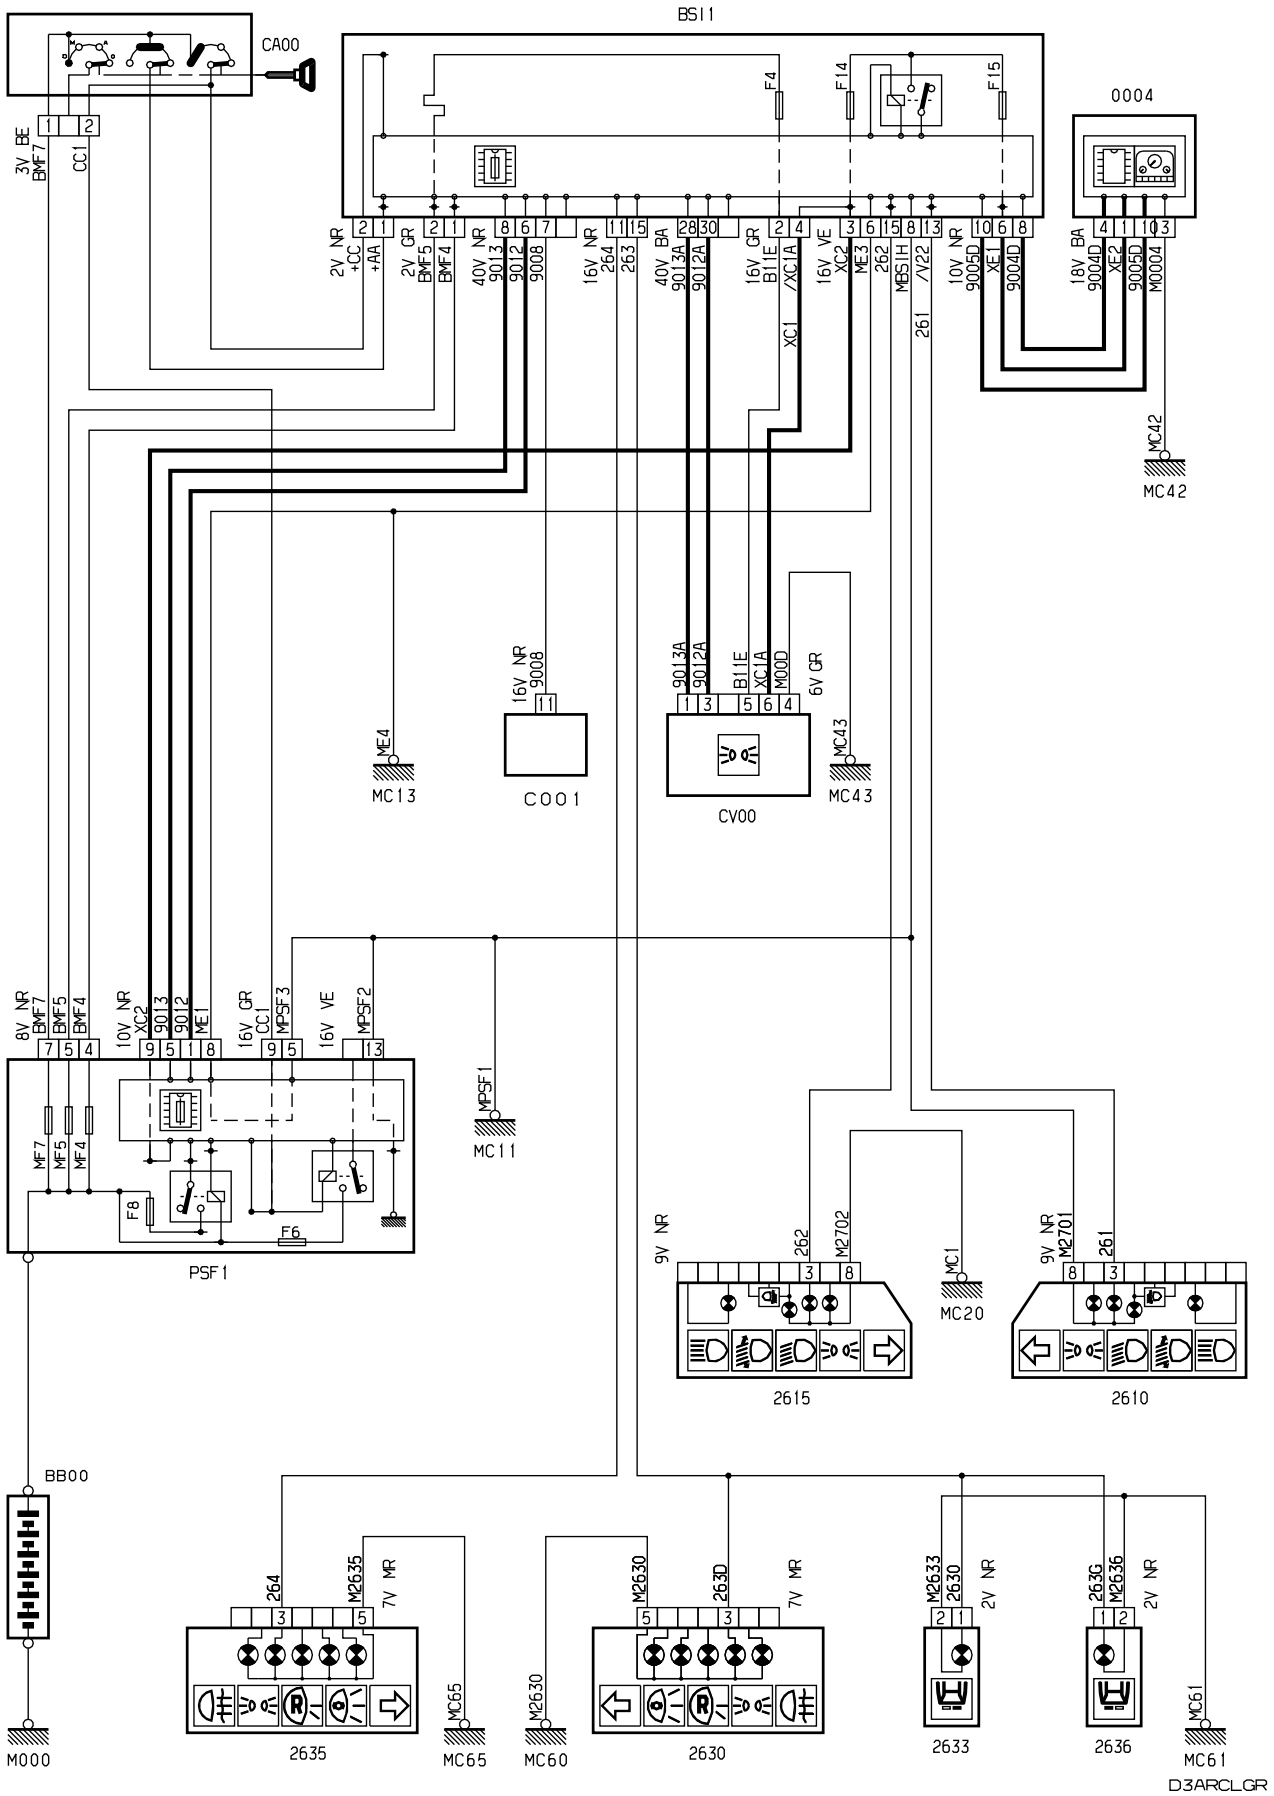 BSI1
CA00
M A
D
1 2
3V BE
BMF7
CC1
F4
F14
F15
0004
2 1
2 1
8 6 7
11 15
28 30
2 4
3 6 15 8 13
10 6 8
4 1 10 3
2V NR
+CC
+AA
2V GR
BMF5
BMF4
40V NR
9013
9012
9008
16V NR
264
263
40V BA
9013A
9012A
16V GR
B11E
/XC1A
XC1
16V VE
XC2
ME3
262
MBSIH
/V22
261
10V NR
9005D
XE1
9004D
18V BA
9004D
XE2
9005D
M0004
MC42
MC42
16V NR
9008
11
C001
9013A
9012A
B11E
XC1A
M00D
6V GR
1 3 5 6 4
CV00
ME4
MC13
MC43
MC43
8V NR
BMF7
BMF5
BMF4
10V NR
XC2
9013
9012
ME1
16V GR
CC1
MPSF3
16V VE
MPSF2
7 5 4
9 5 1 8
9 5
13
MF7
MF5
MF4
F8
F6
PSF1
MPSF1
MC11
9V NR
262
M2702
3 8
2615
MC1
MC20
9V NR
M2701
261
8 3
2610
BB00
M000
264
M2635
7V MR
3 5
R
2635
MC65
MC65
M2630
263D
7V MR
5 3
R
2630
M2630
MC60
M2633
2630
2V NR
2 1
2633
263G
M2636
2V NR
1 2
2636
MC61
MC61
D3ARCLGR